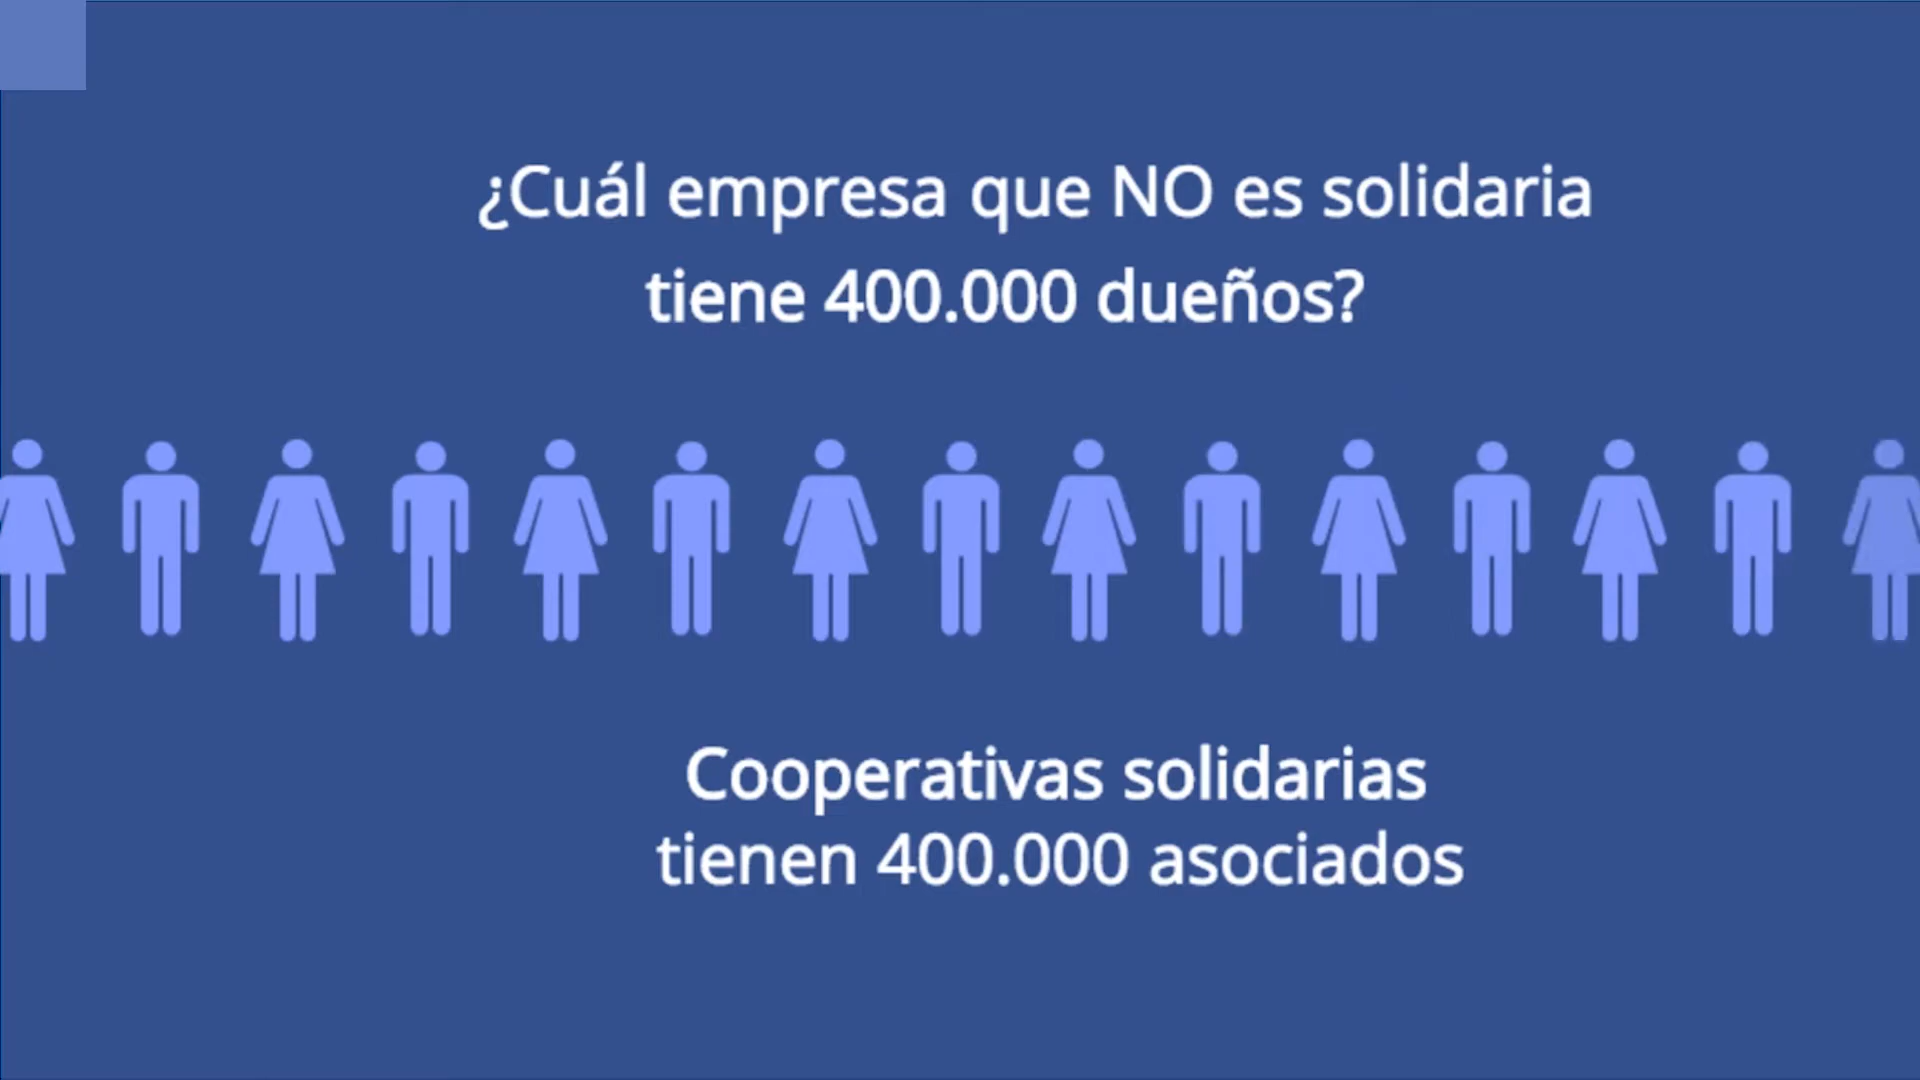 ¿Cuál empresa que NO es solidaria
tiene 400.000 dueños?
Cooperativas solidarias
tienen 400.000 asociados